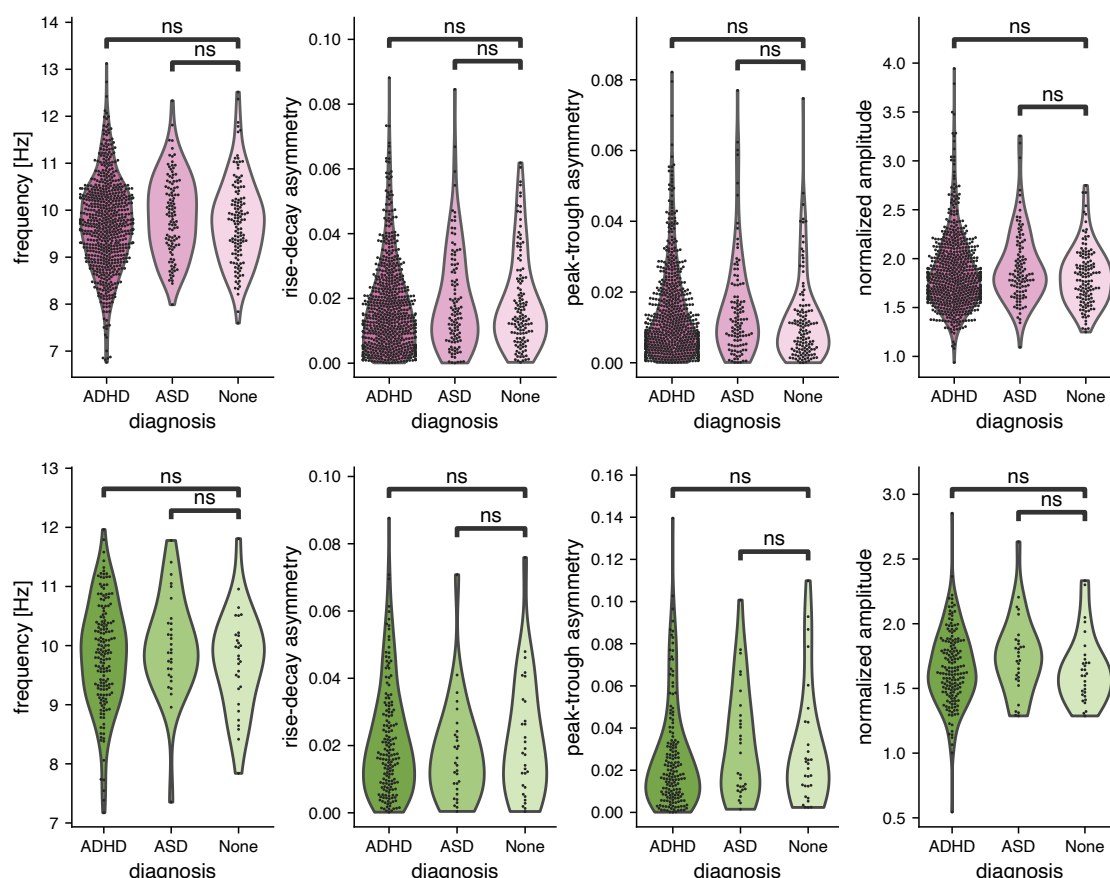 frequency [Hz]
14
13
12
11
10
9
8
7
ns
ns
ADHD ASD None
diagnosis
rise-decay asymmetry
0.10
0.08
0.06
0.04
0.02
0.00
ns
ns
ADHD ASD None
diagnosis
peak-trough asymmetry
0.08
0.06
0.04
0.02
0.00
ns
ns
ADHD ASD None
diagnosis
normalized amplitude
4.0
3.5
3.0
2.5
2.0
1.5
1.0
ns
ns
ADHD ASD None
diagnosis
frequency [Hz]
13
12
11
10
9
8
7
ns
ns
ADHD ASD None
diagnosis
rise-decay asymmetry
0.10
0.08
0.06
0.04
0.02
0.00
ns
ns
ADHD ASD None
diagnosis
peak-trough asymmetry
0.16
0.14
0.12
0.10
0.08
0.06
0.04
0.02
0.00
ns
ns
ADHD ASD None
diagnosis
normalized amplitude
3.0
2.5
2.0
1.5
1.0
0.5
ns
ns
ADHD ASD None
diagnosis